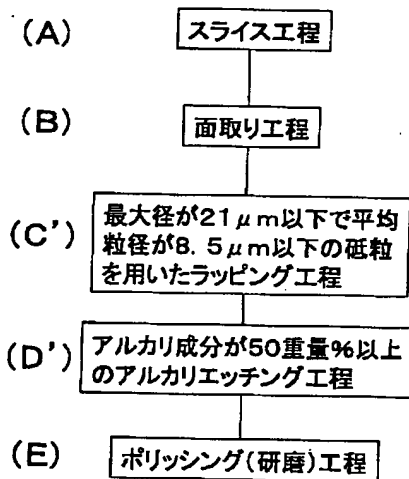 (A) スライス工程
(B) 面取り工程
(C') 最大径が21μm以下で平均
粒径が8.5μm以下の砥粒
を用いたラッピング工程
(D') アルカリ成分が50重量%以上
のアルカリエッチング工程
(E) ポリッシング(研磨)工程